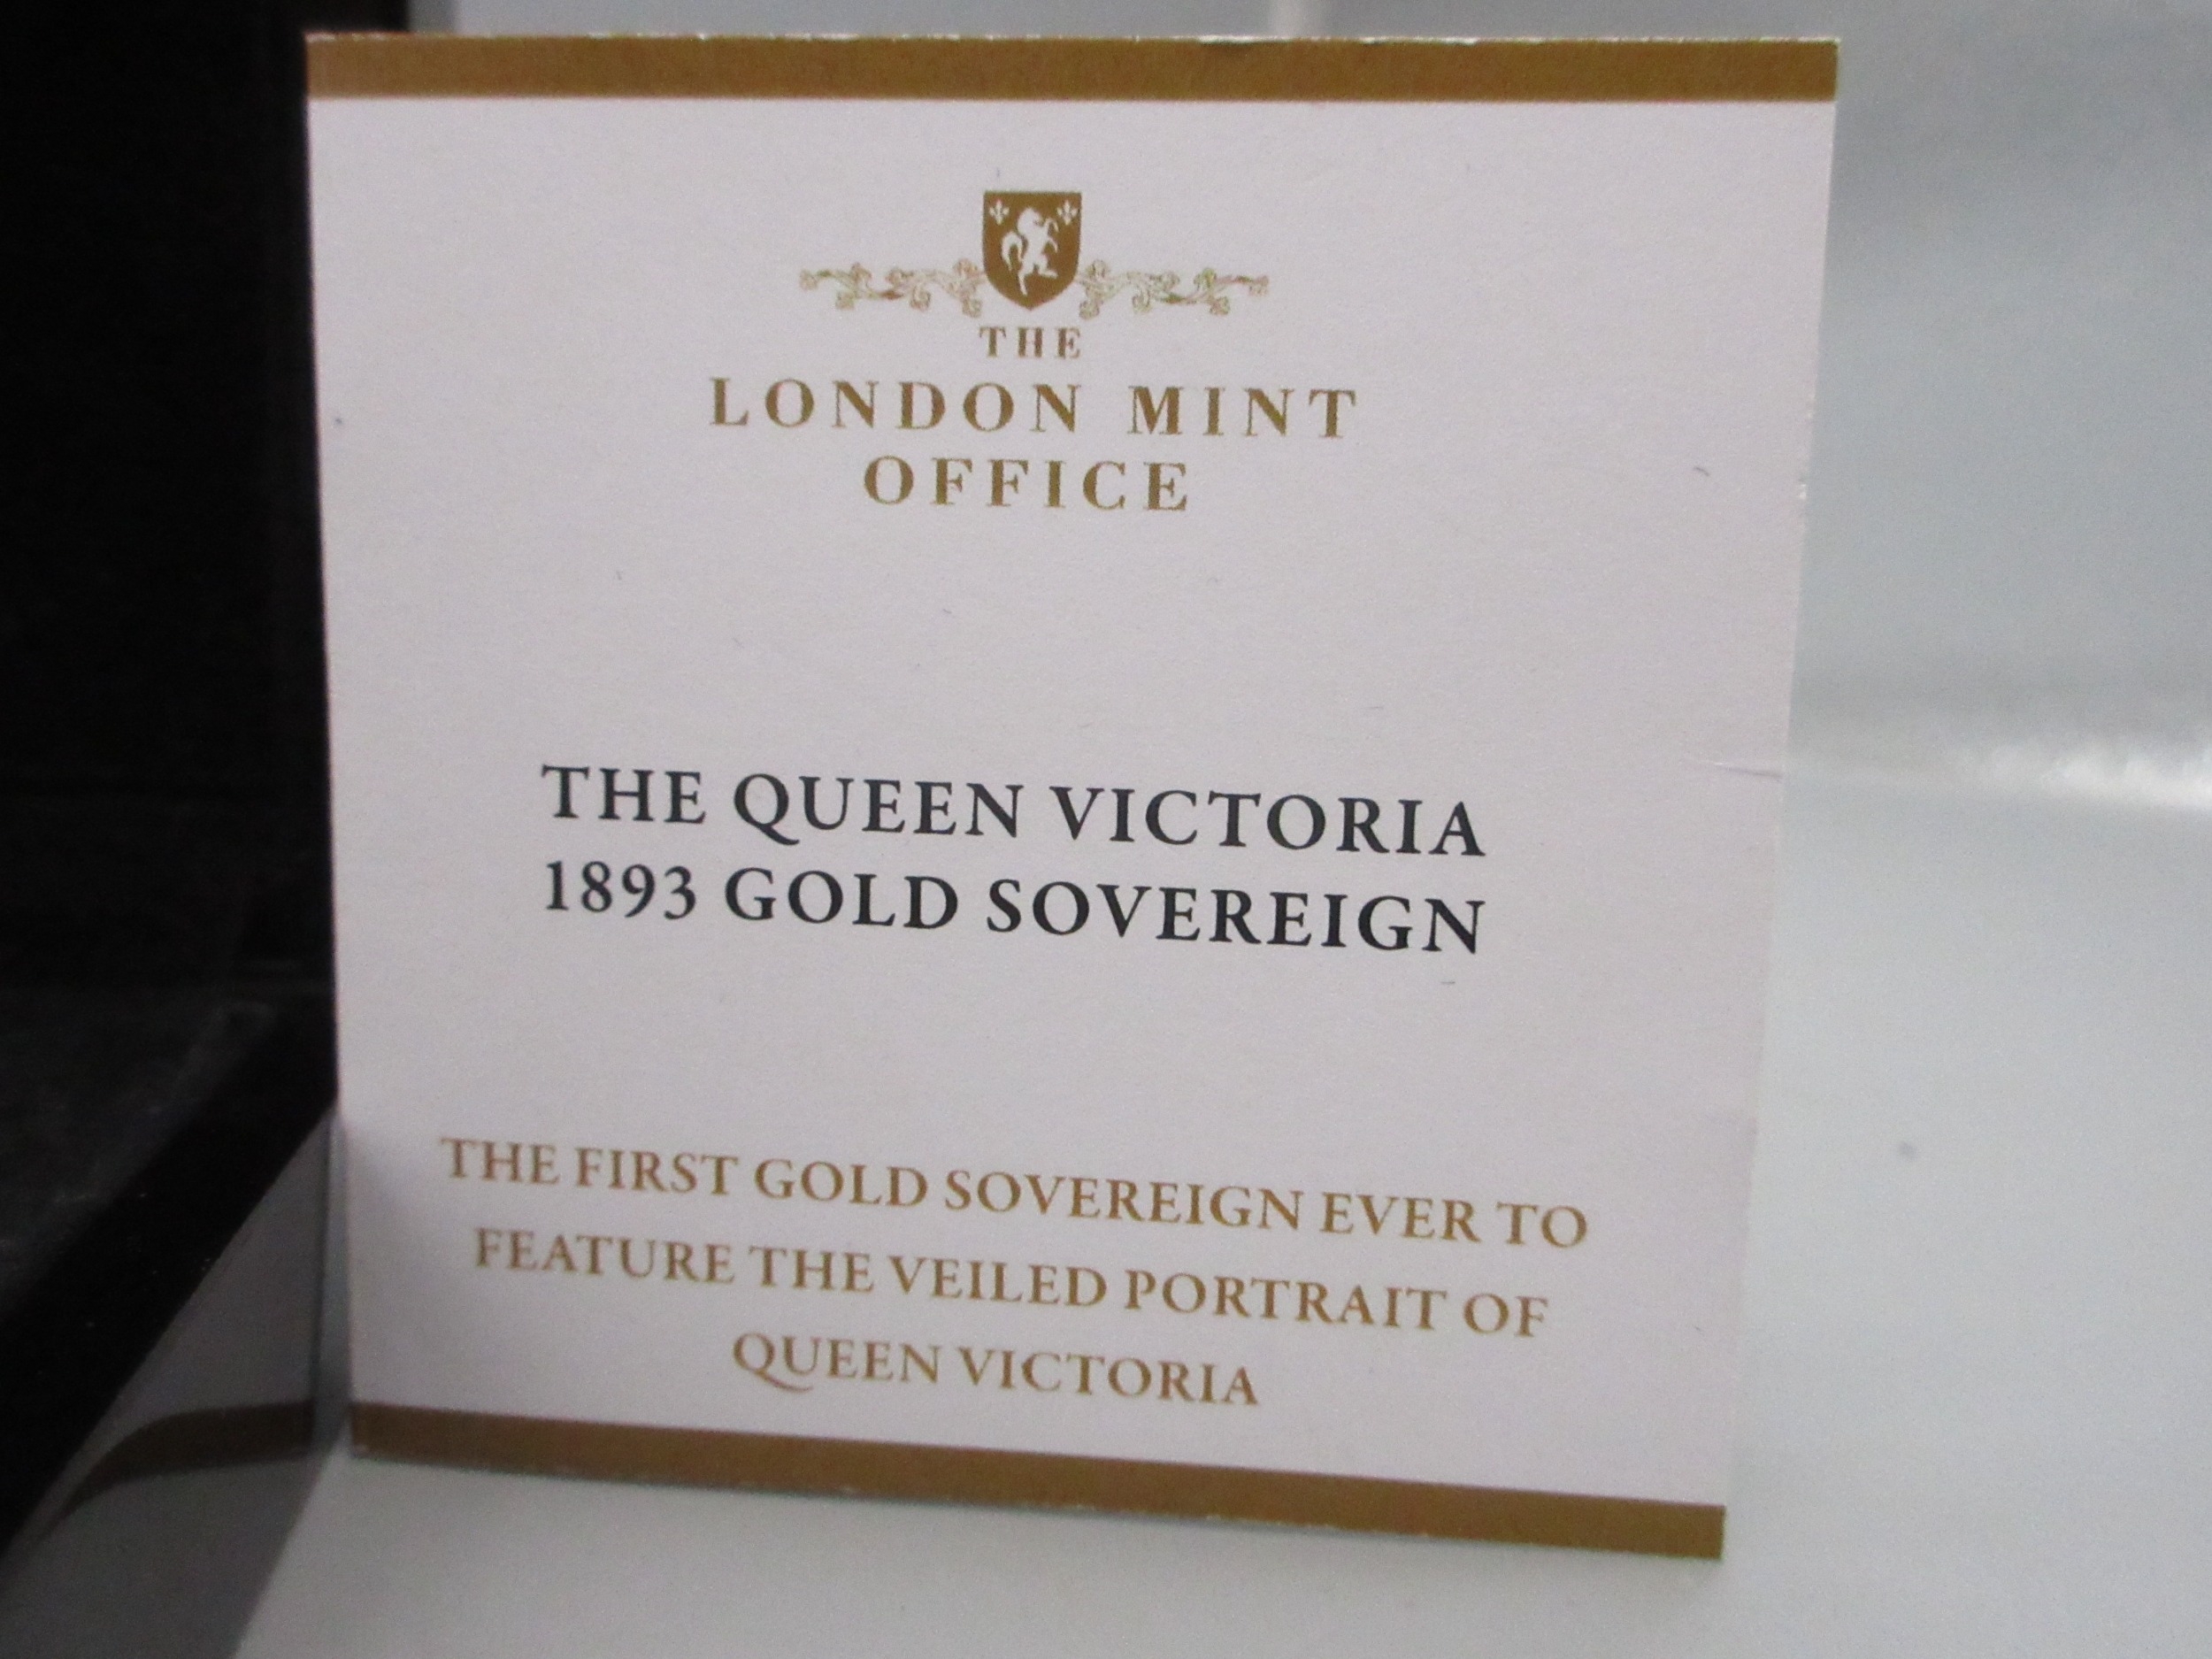 THE
LONDON MINT
OFFICE
THE QUEEN VICTORIA
1893 GOLD SOVEREIGN
THE FIRST GOLD SOVEREIGN EVER TO
FEATURE THE VEILED PORTRAIT OF
QUEEN VICTORIA